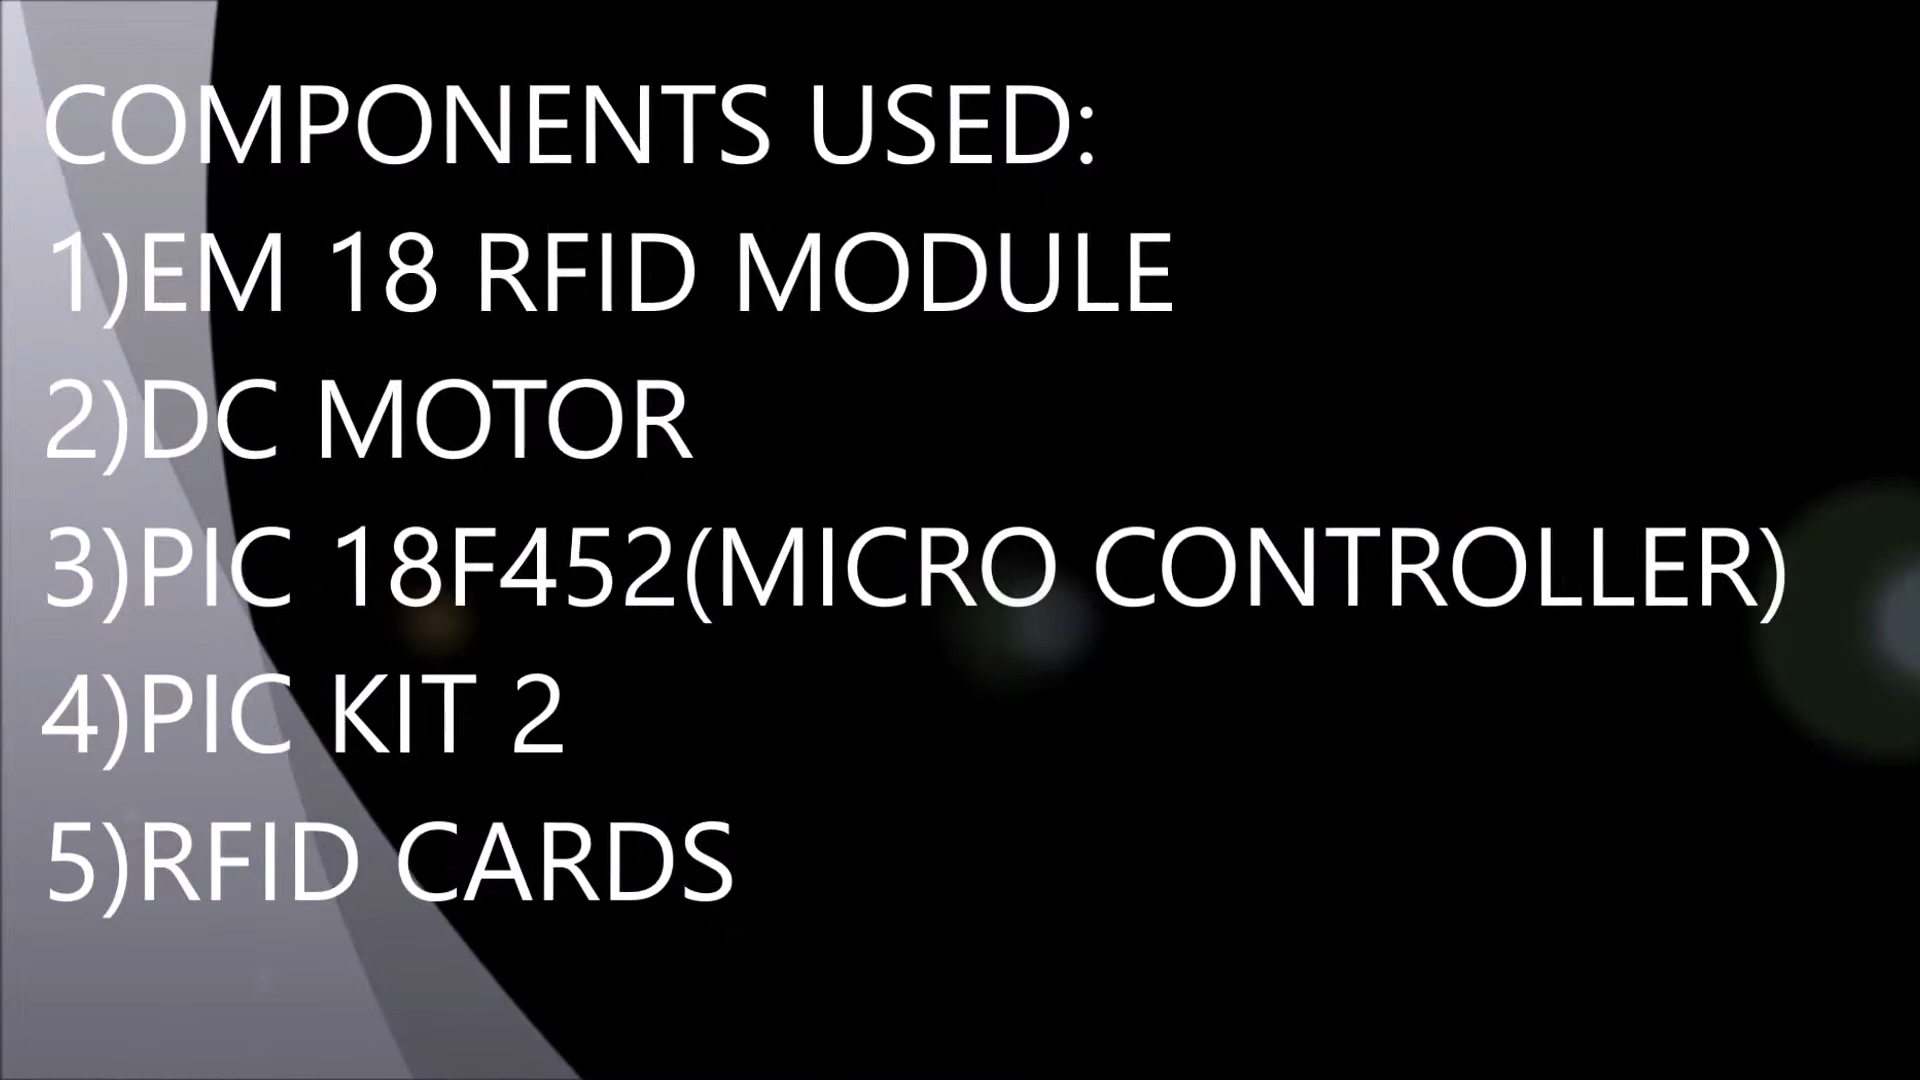 COMPONENTS USED:
1)EM 18 RFID MODULE
2)DC MOTOR
3)PIC 18F452(MICRO CONTROLLER)
4)PIC KIT 2
5)RFID CARDS